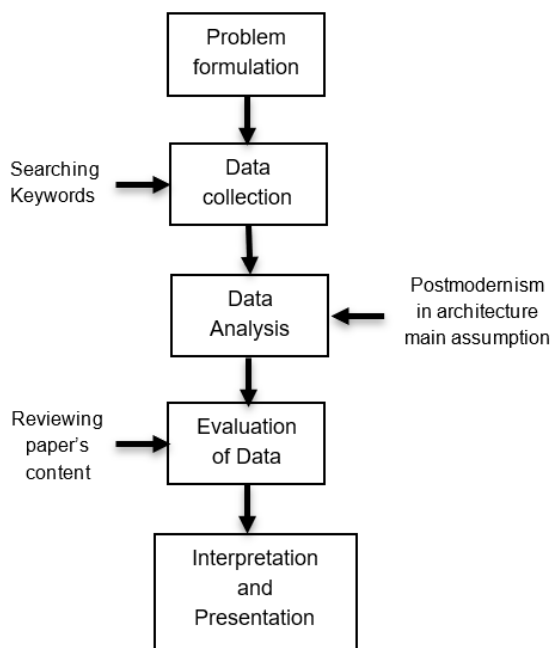 Problem
formulation
Searching
Keywords
Data
collection
Data
Analysis
Postmodernism
in architecture
main assumption
Reviewing
paper's
content
Evaluation
of Data
Interpretation
and
Presentation